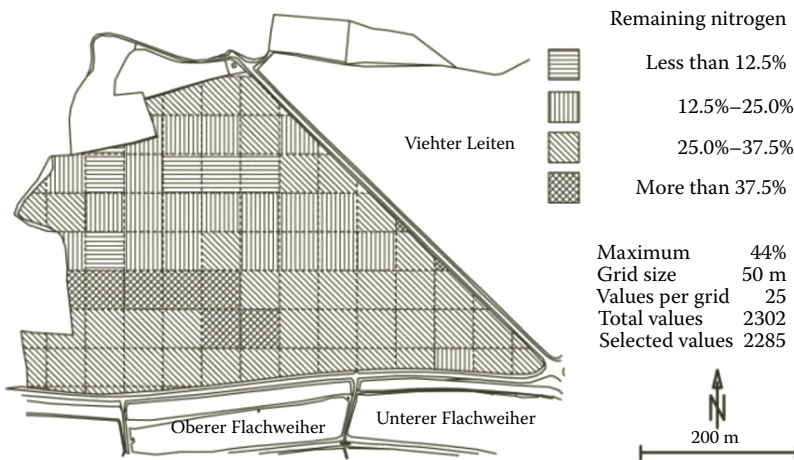 Remaining nitrogen
Less than 12.5%
12.5%–25.0%
25.0%–37.5%
More than 37.5%
Viehter Leiten
Maximum 44%
Grid size 50 m
Values per grid 25
Total values 2302
Selected values 2285
N
200 m
Oberer Flachweiher
Unterer Flachweiher